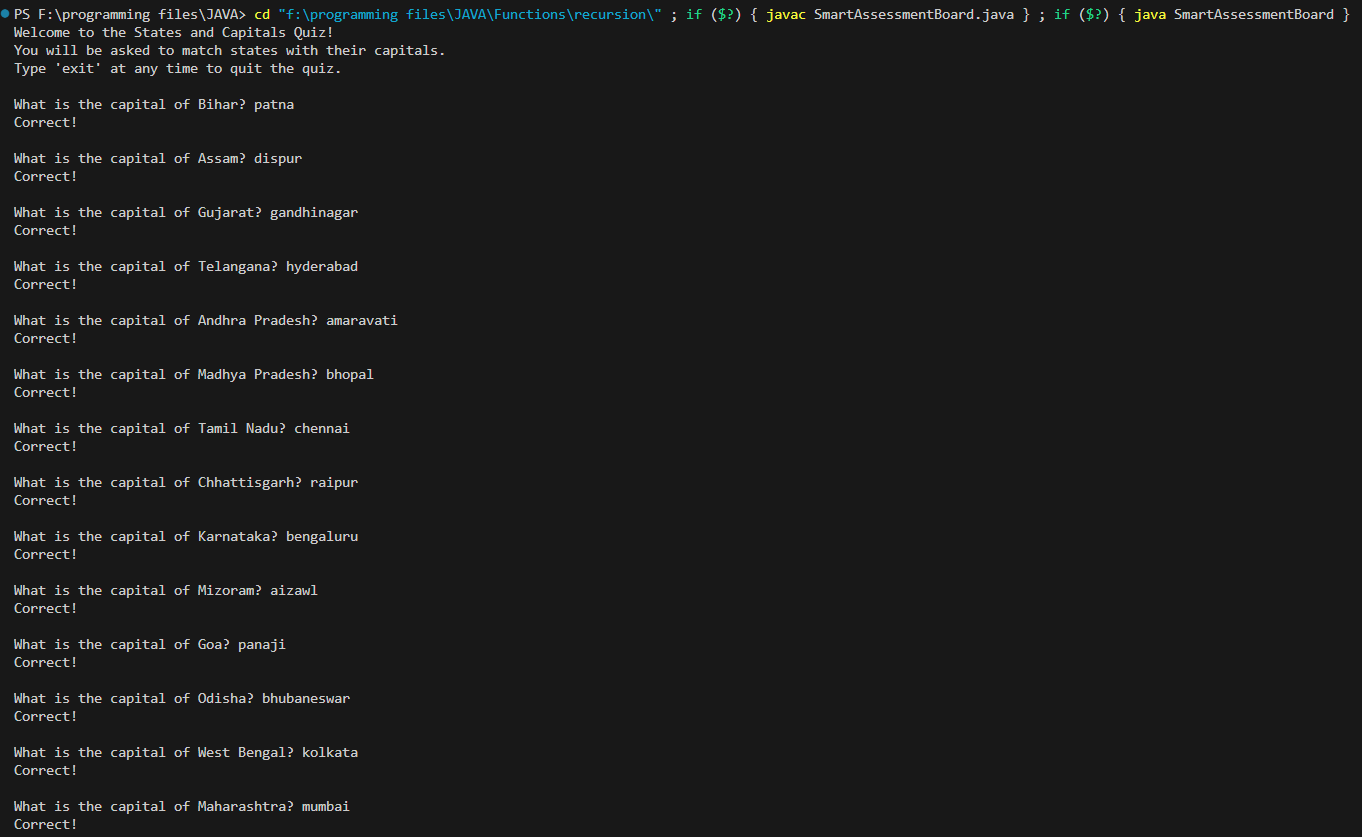 PS F:\programming files\JAVA> cd "f:\programming files\JAVA\Functions\recursion\" ; if ($?) { javac SmartAssessmentBoard.java } ; if ($?) { java SmartAssessmentBoard }
Welcome to the States and Capitals Quiz!
You will be asked to match states with their capitals.
Type 'exit' at any time to quit the quiz.
What is the capital of Bihar? patna
Correct!
What is the capital of Assam? dispur
Correct!
What is the capital of Gujarat? gandhinagar
Correct!
What is the capital of Telangana? hyderabad
Correct!
What is the capital of Andhra Pradesh? amaravati
Correct!
What is the capital of Madhya Pradesh? bhopal
Correct!
What is the capital of Tamil Nadu? chennai
Correct!
What is the capital of Chhattisgarh? raipur
Correct!
What is the capital of Karnataka? bengaluru
Correct!
What is the capital of Mizoram? aizawl
Correct!
What is the capital of Goa? panaji
Correct!
What is the capital of Odisha? bhubaneswar
Correct!
What is the capital of West Bengal? kolkata
Correct!
What is the capital of Maharashtra? mumbai
Correct!